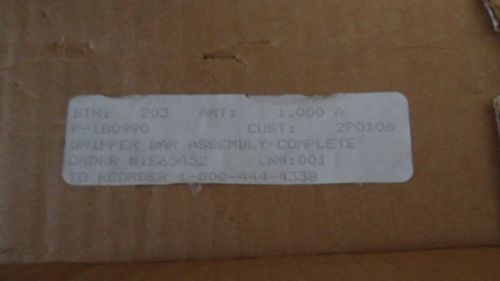 BIN: 203 AMT: 1.000 A
P-180990 CUST: 2P0106
GRIPPER BAR ASSEMBLY-COMPLETE
ORDER #:E65452 LN#:001
TO REORDER 1-800-444-4338